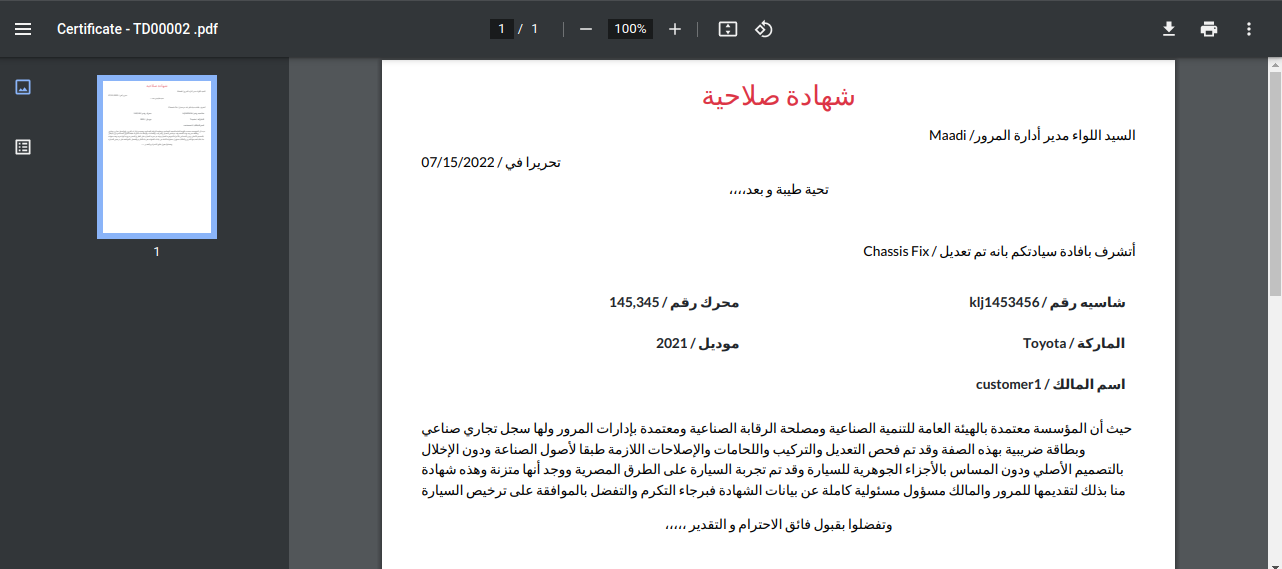 Certificate - TD00002 .pdf
1 / 1
100%
1
شهادة صلاحية
السيد اللواء مدير أدارة المرور/ Maadi
تحريرا في / 07/15/2022
تحية طيبة و بعد،،،،
أتشرف بافادة سيادتكم بانه تم تعديل / Chassis Fix
شاسيه رقم / klj1453456
محرك رقم / 145,345
الماركة / Toyota
موديل / 2021
اسم المالك / customer1
حيث أن المؤسسة معتمدة بالهيئة العامة للتنمية الصناعية ومصلحة الرقابة الصناعية ومعتمدة بإدارات المرور ولها سجل تجاري صناعي
وبطاقة ضريبية بهذه الصفة وقد تم فحص التعديل والتركيب واللحامات والإصلاحات اللازمة طبقا لأصول الصناعة ودون الإخلال
بالتصميم الأصلي ودون المساس بالأجزاء الجوهرية للسيارة وقد تم تجربة السيارة على الطرق المصرية ووجد أنها متزنة وهذه شهادة
منا بذلك لتقديمها للمرور والمالك مسؤول مسئولية كاملة عن بيانات الشهادة فبرجاء التكرم والتفضل بالموافقة على ترخيص السيارة
وتفضلوا بقبول فائق الاحترام و التقدير ،،،،،